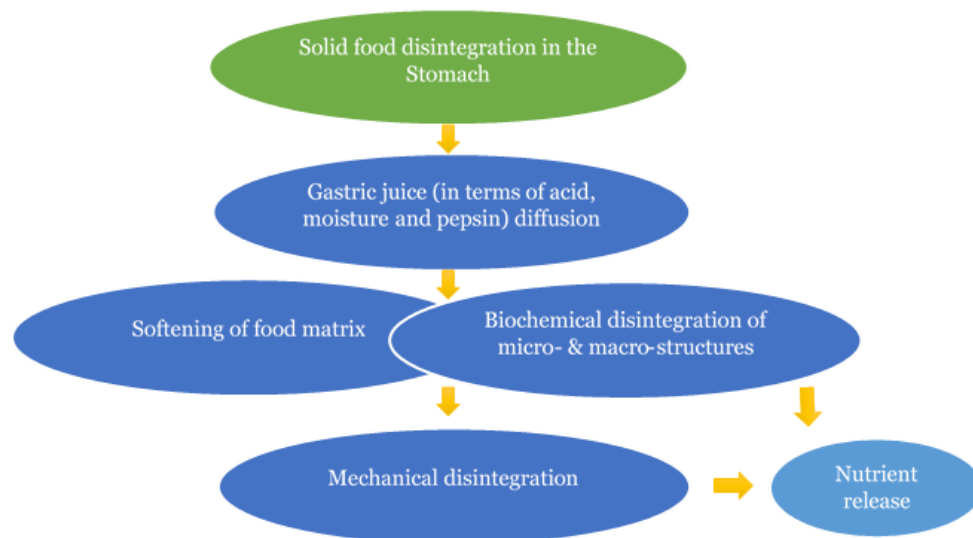 Solid food disintegration in the
Stomach
Gastric juice (in terms of acid,
moisture and pepsin) diffusion
Softening of food matrix
Biochemical disintegration of
micro- & macro-structures
Mechanical disintegration
Nutrient
release